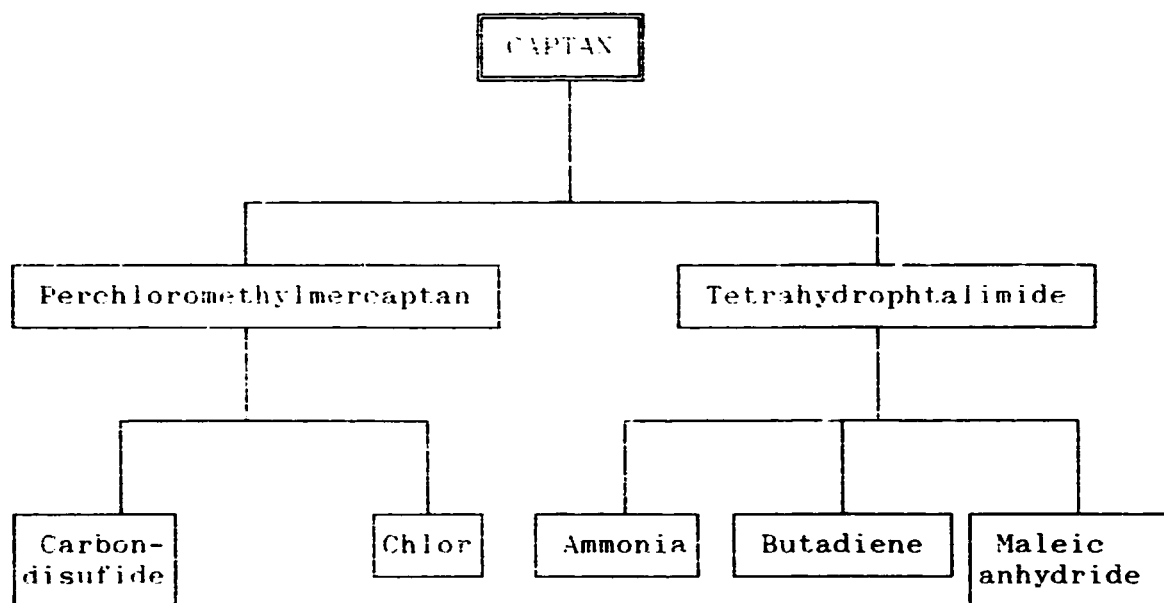 CAPTAN
Perchloromethylmercaptan
Tetrahydrophtalimide
Carbon-
disufide
Chlor
Ammonia
Butadiene
Maleic
anhydride